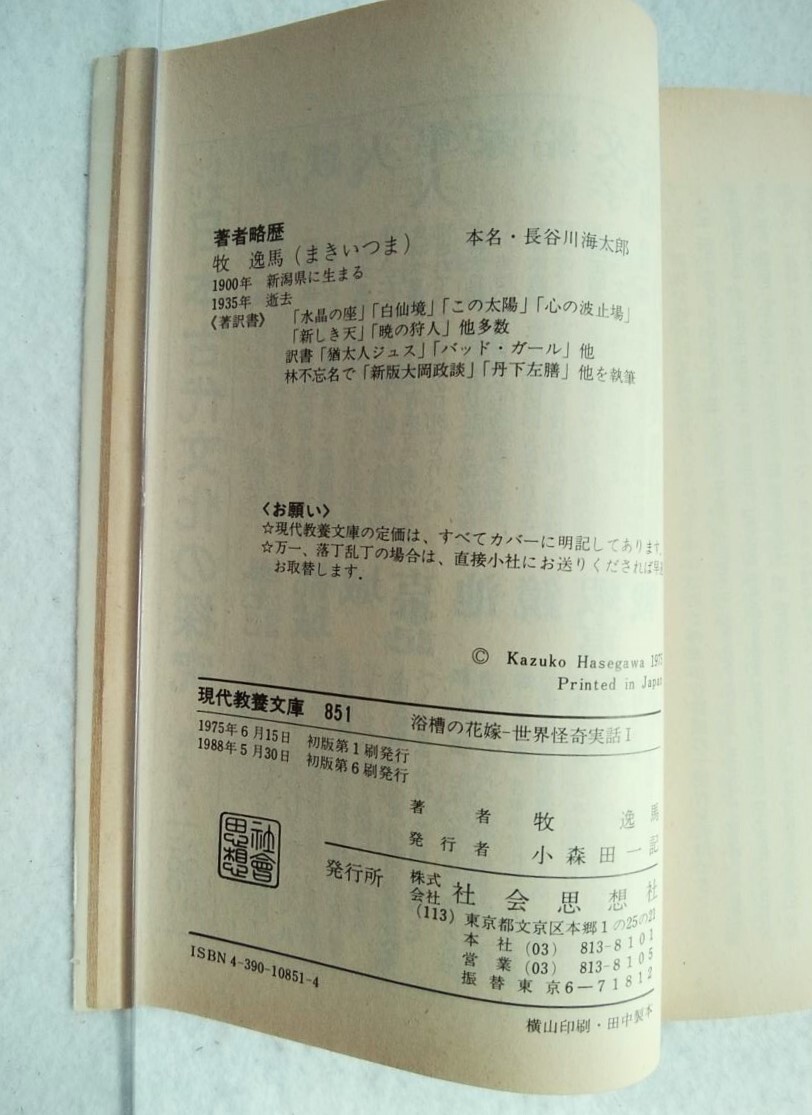 著者略歴
牧 逸馬(まきいつま) 本名・長谷川海太郎
1900年 新潟県に生まる
1935年 逝去
《著訳書》 「水晶の座」「白仙境」「この太陽」「心の波止場」
「新しき天」「暁の狩人」他多数
訳書「猶太人ジュス」「バッド・ガール」他
林不忘名で「新版大岡政談」「丹下左膳」他を執筆
〈お願い〉
☆現代教養文庫の定価は、すべてカバーに明記してあります
☆万一、落丁乱丁の場合は、直接小社にお送りくだされば早
お取替します.
© Kazuko Hasegawa 197
Printed in Japan
現代教養文庫 851 浴槽の花嫁-世界怪奇実話Ⅰ
1975年6月15日 初版第1刷発行
1988年5月30日 初版第6刷発行
著者 牧逸馬
発行者 小森田一記
社會思想
発行所 株式会社 社会思想社
(113) 東京都文京区本郷1の25の21
本社 (03) 813-8101
営業 (03) 813-8105
振替東京6-71812
ISBN4-390-10851-4
横山印刷・田中製本